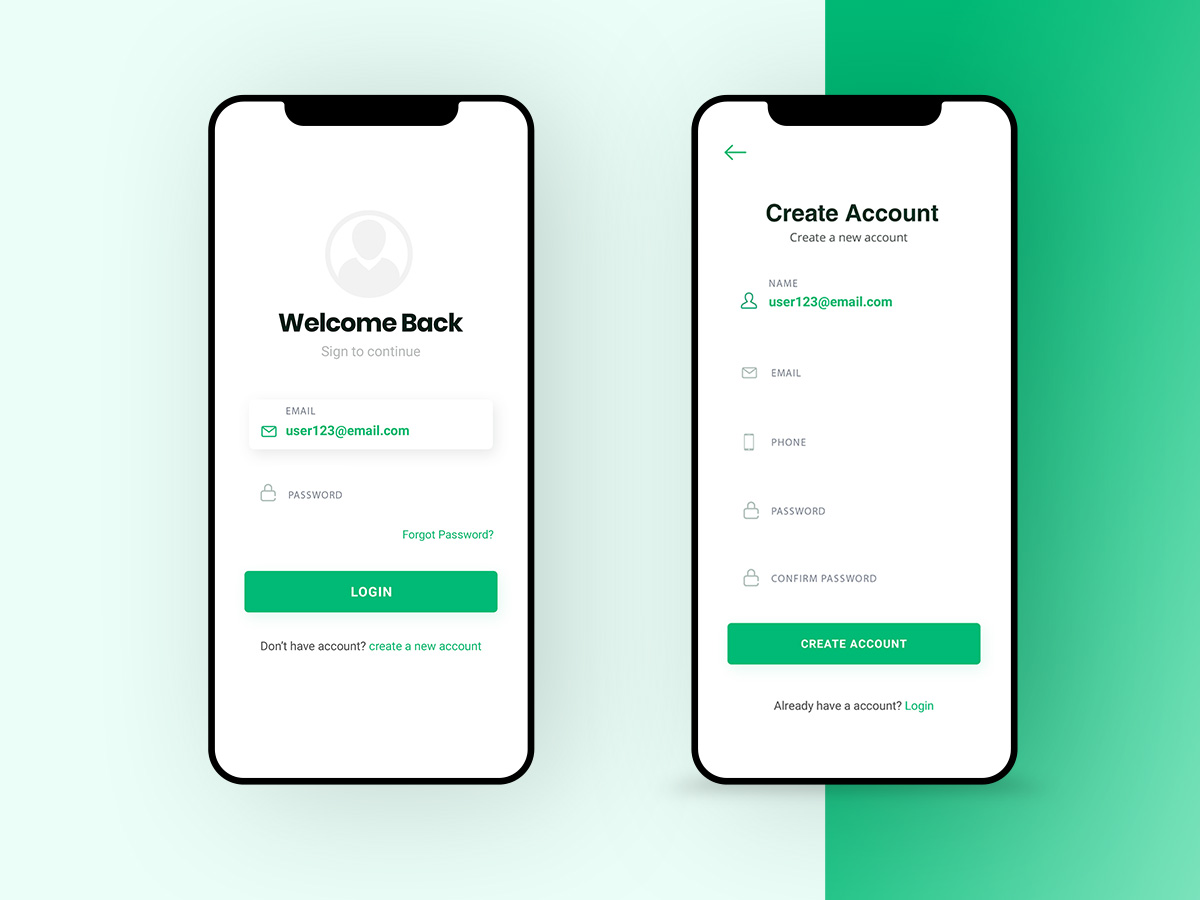 Welcome Back
Sign to continue
EMAIL
user123@email.com
PASSWORD
Forgot Password?
LOGIN
Don't have account? create a new account
Create Account
Create a new account
NAME
user123@email.com
EMAIL
PHONE
PASSWORD
CONFIRM PASSWORD
CREATE ACCOUNT
Already have a account? Login